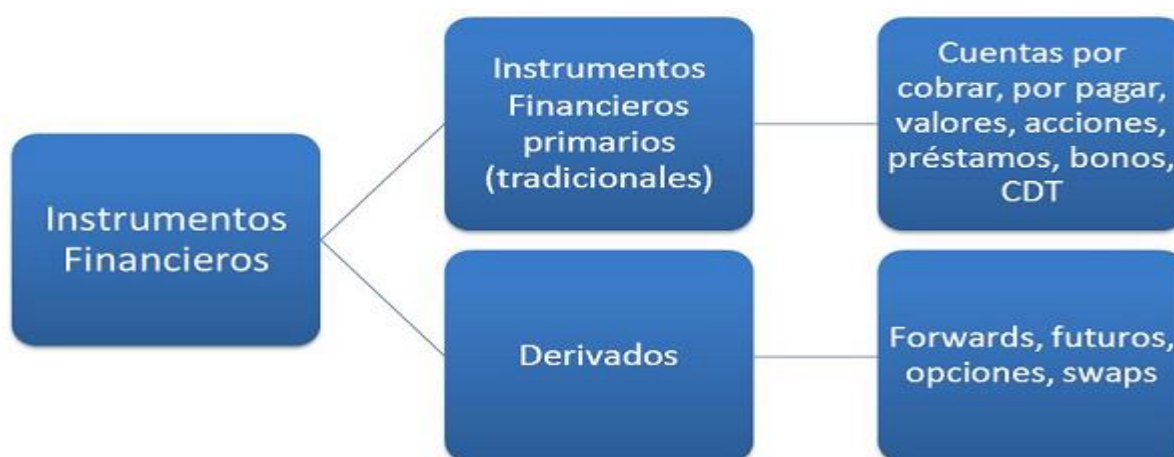 Instrumentos
Financieros
Instrumentos
Financieros
primarios
(tradicionales)
Cuentas por
cobrar, por pagar,
valores, acciones,
préstamos, bonos,
CDT
Derivados
Forwards, futuros,
opciones, swaps